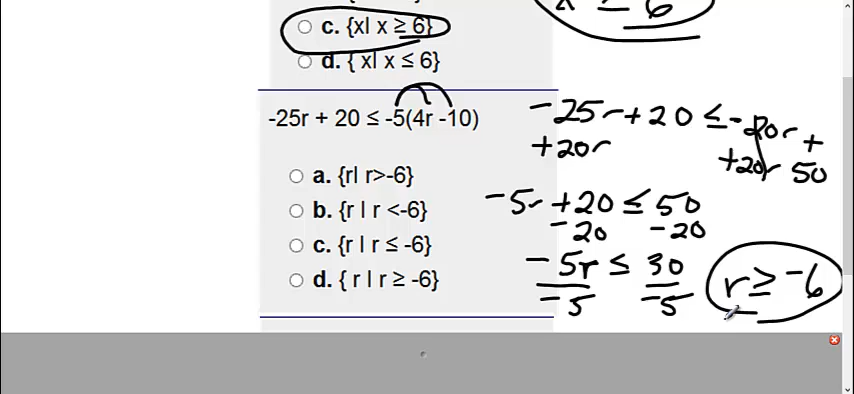 c. {x| x ≥ 6}
≥ 6
d. { x| x ≤ 6}
-25r + 20 ≤ -5(4r -10)
-25r + 20 ≤ -20r + 50
+20r +20r
a. {r| r>-6}
-5r + 20 ≤ 50
b. {r | r <-6}
-20 -20
c. {r | r ≤ -6}
-5r ≤ 30
d. { r | r ≥ -6}
r ≥ -6
-5 -5